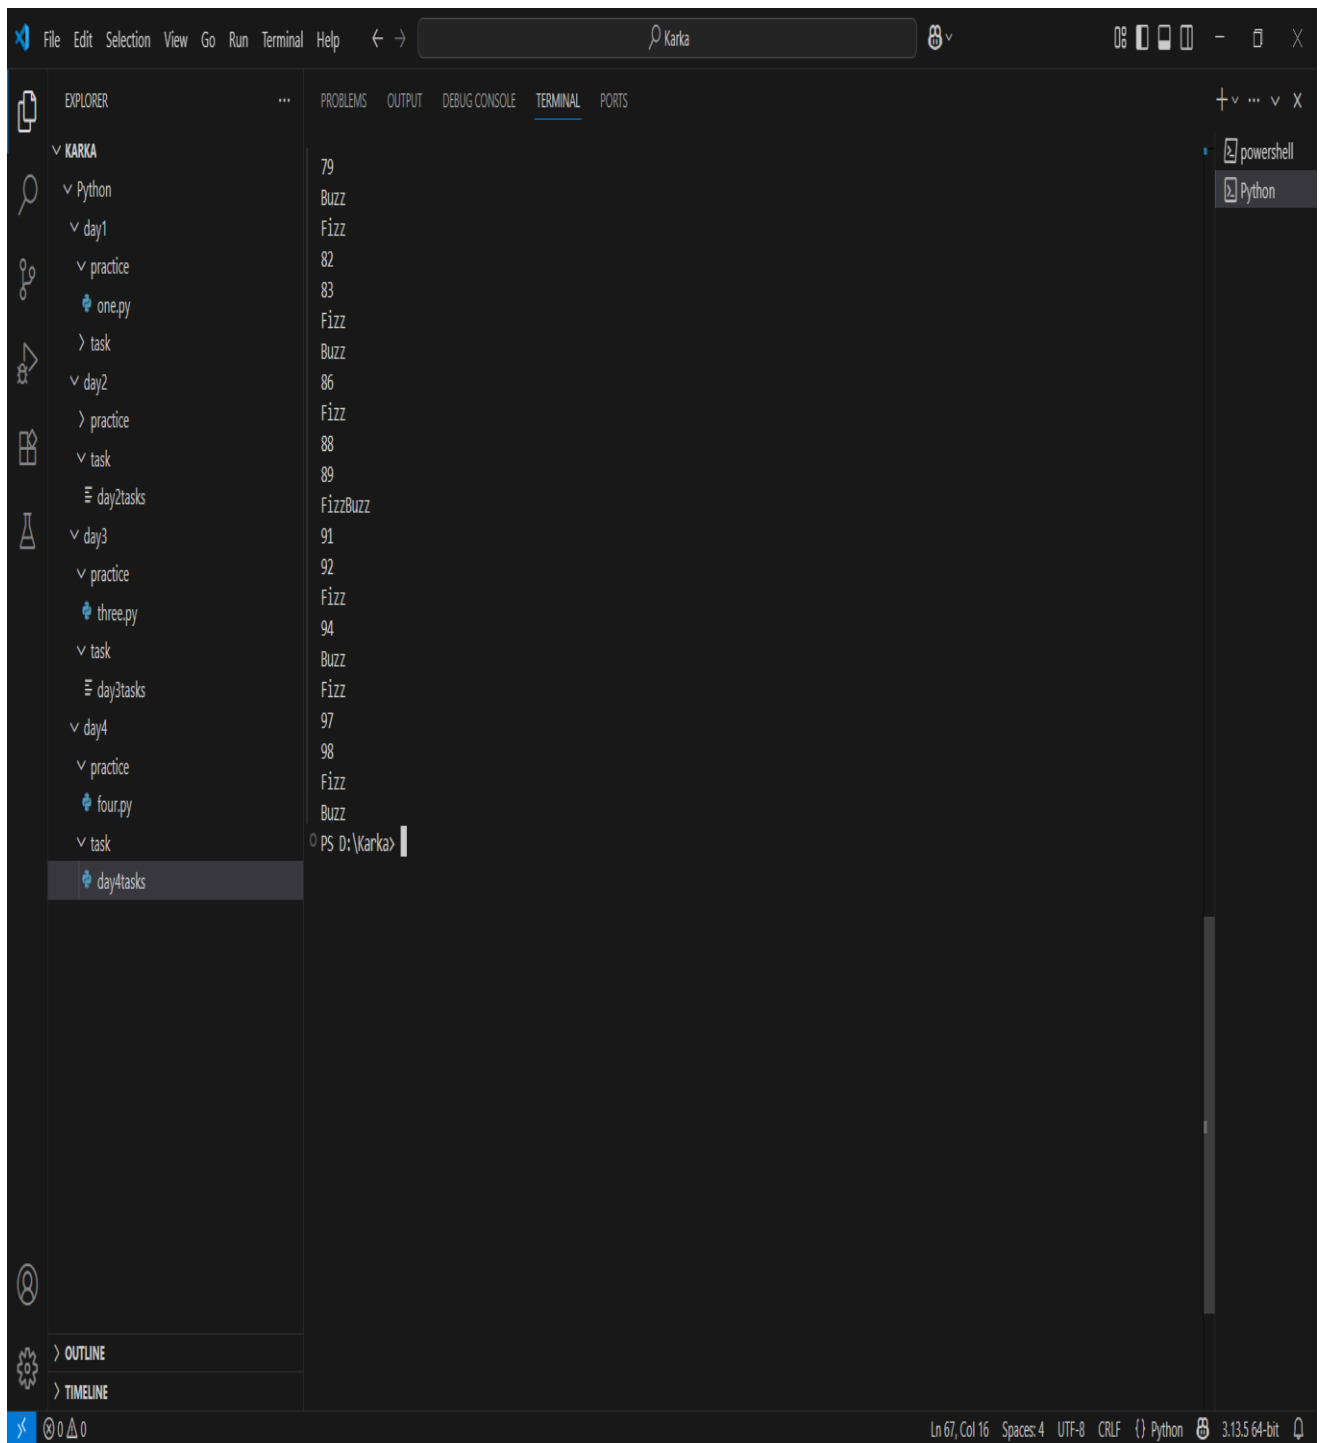 File Edit Selection View Go Run Terminal Help Karka
EXPLORER
KARKA
Python
day1
practice
one.py
task
day2
practice
task
day2tasks
day3
practice
three.py
task
day3tasks
day4
practice
four.py
task
day4tasks
OUTLINE
TIMELINE
PROBLEMS OUTPUT DEBUG CONSOLE TERMINAL PORTS
79
Buzz
Fizz
82
83
Fizz
Buzz
86
Fizz
88
89
FizzBuzz
91
92
Fizz
94
Buzz
Fizz
97
98
Fizz
Buzz
PS D:\Karka>
powershell
Python
0 0 Ln 67, Col 16 Spaces: 4 UTF-8 CRLF {} Python 3.13.5 64-bit